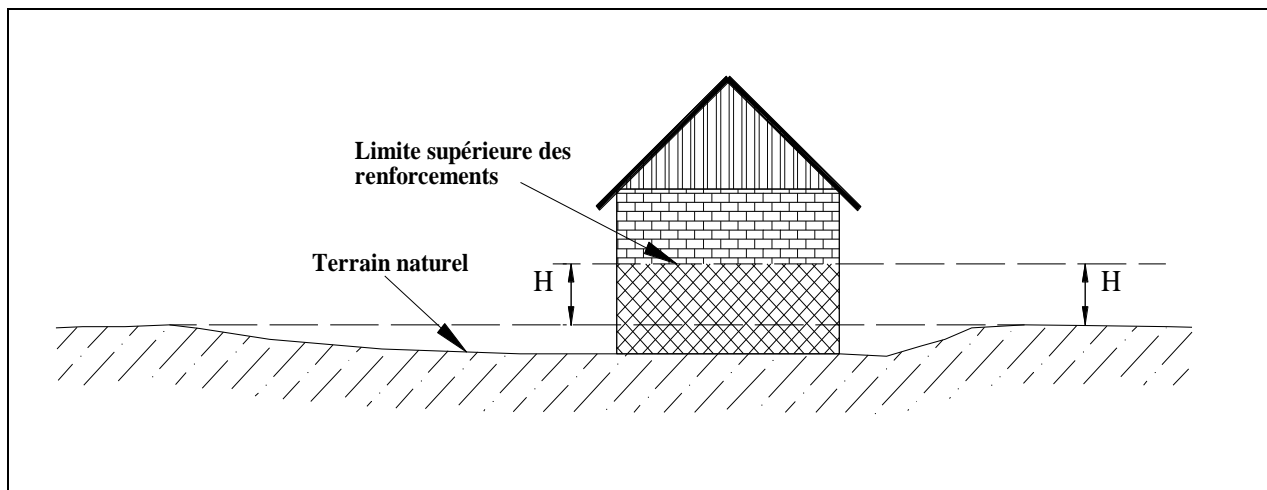 Limite supérieure des
renforcements
Terrain naturel
H
H